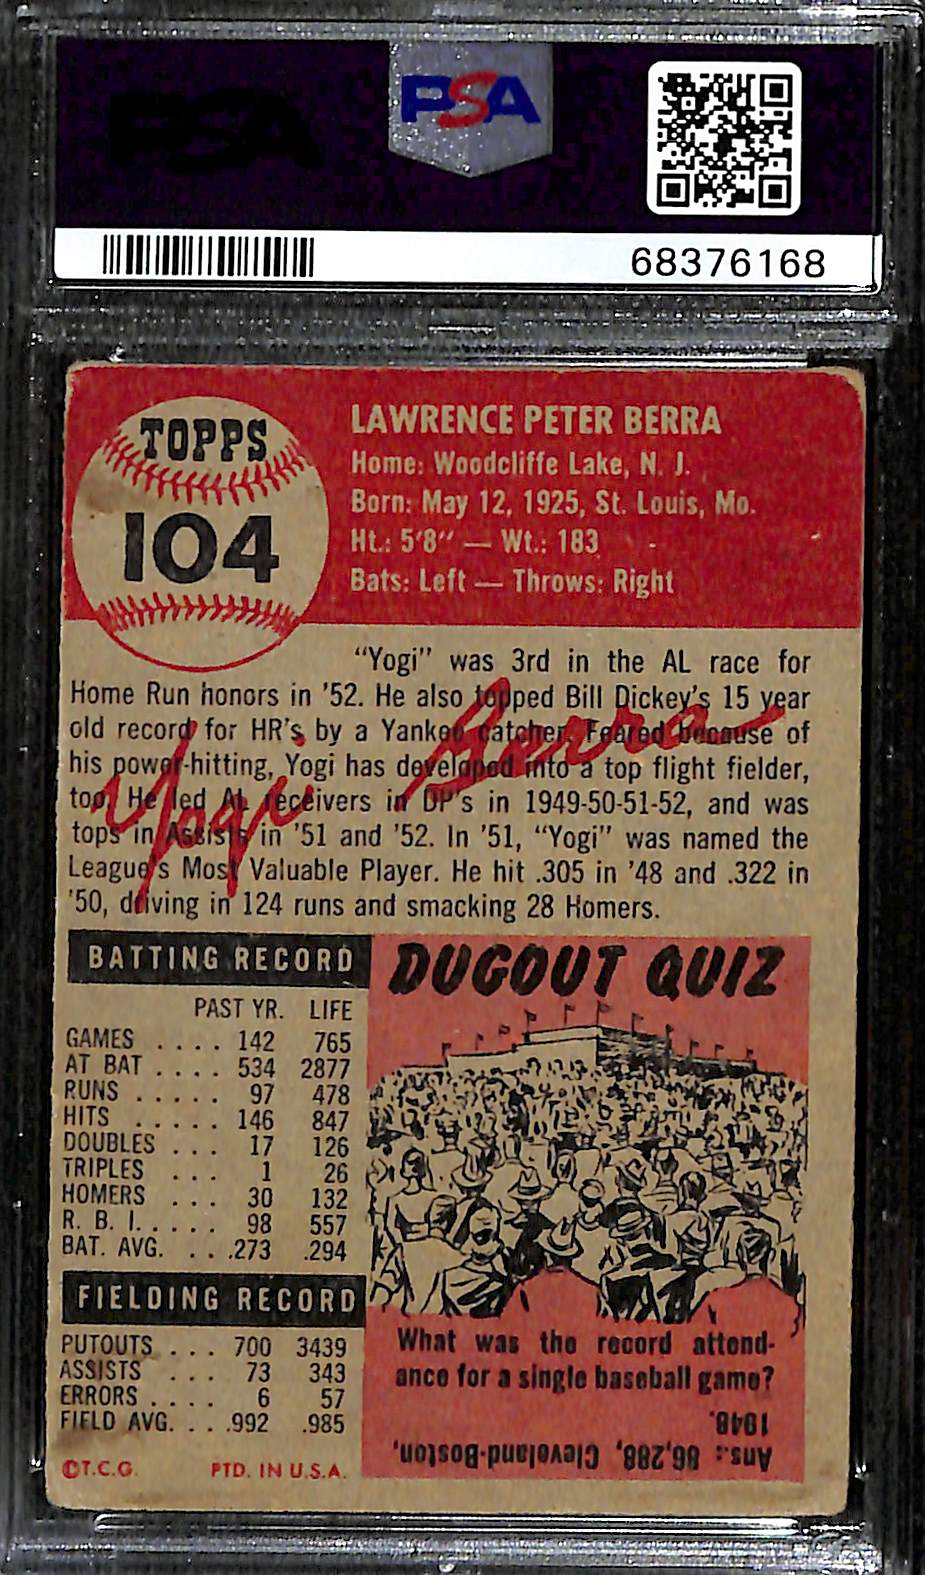 PSA
PSA
68376168
TOPPS
104
LAWRENCE PETER BERRA
Home: Woodcliffe Lake, N. J.
Born: May 12, 1925, St. Louis, Mo.
Ht.: 5'8" — Wt.: 183
Bats: Left — Throws: Right
"Yogi" was 3rd in the AL race for
Home Run honors in '52. He also topped Bill Dickey's 15 year
old record for HR's by a Yankee catcher. Feared because of
his power-hitting, Yogi has developed into a top flight fielder,
too. He led AL receivers in DP's in 1949-50-51-52, and was
tops in Assists in '51 and '52. In '51, "Yogi" was named the
League's Most Valuable Player. He hit .305 in '48 and .322 in
'50, driving in 124 runs and smacking 28 Homers.
Yogi Berra
BATTING RECORD
PAST YR. LIFE
GAMES . . . . 142 765
AT BAT . . . . 534 2877
RUNS . . . . . 97 478
HITS . . . . . 146 847
DOUBLES . . . 17 126
TRIPLES . . . 1 26
HOMERS . . . 30 132
R. B. I. . . . . 98 557
BAT. AVG. . . .273 .294
FIELDING RECORD
PUTOUTS . . . 700 3439
ASSISTS . . . 73 343
ERRORS . . . . 6 57
FIELD AVG. . . .992 .985
©T.C.G. PTD. IN U.S.A.
DUGOUT QUIZ
What was the record attend-
ance for a single baseball game?
Ans.: 86,288, Cleveland-Boston,
1948.